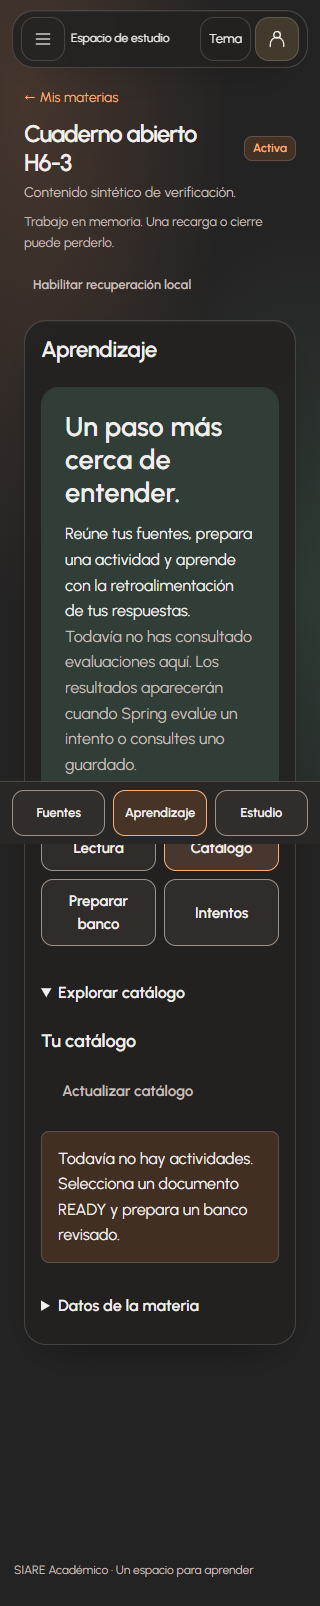 Espacio de estudio
Tema
← Mis materias
Cuaderno abierto
H6-3
Activa
Contenido sintético de verificación.
Trabajo en memoria. Una recarga o cierre
puede perderlo.
Habilitar recuperación local
Aprendizaje
Un paso más
cerca de
entender.
Reúne tus fuentes, prepara
una actividad y aprende
con la retroalimentación
de tus respuestas.
Todavía no has consultado
evaluaciones aquí. Los
resultados aparecerán
cuando Spring evalúe un
intento o consultes uno
guardado.
Fuentes
Aprendizaje
Estudio
Lectura
Catálogo
Preparar
banco
Intentos
▼ Explorar catálogo
Tu catálogo
Actualizar catálogo
Todavía no hay actividades.
Selecciona un documento
READY y prepara un banco
revisado.
▶ Datos de la materia
SIARE Académico · Un espacio para aprender